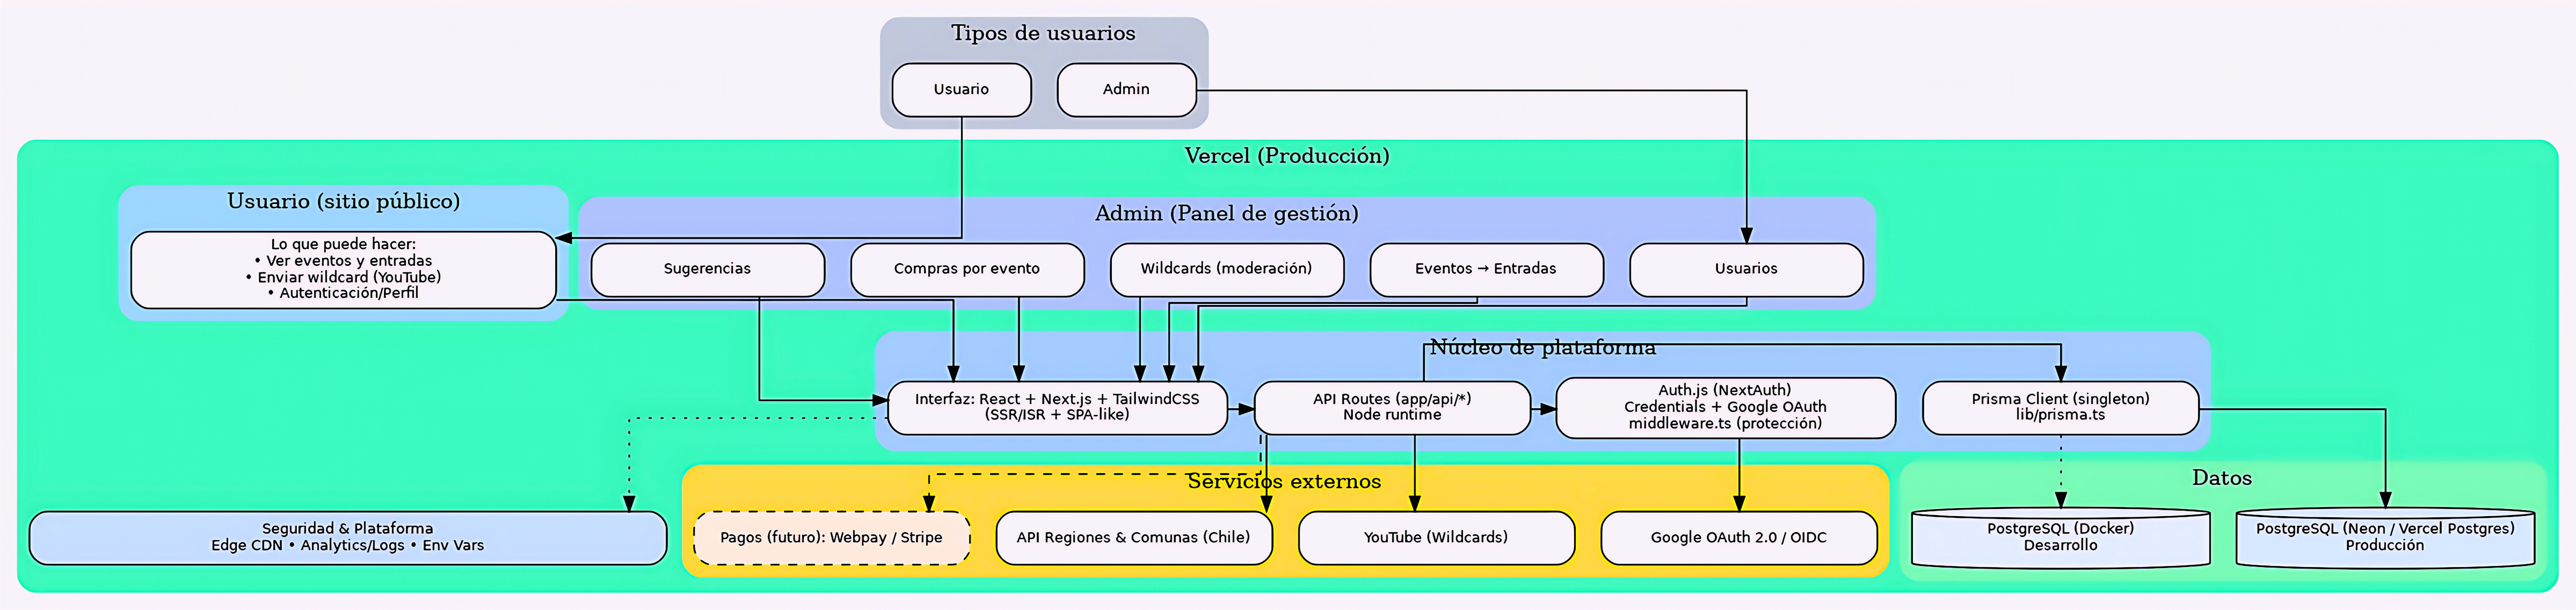 Tipos de usuarios
Usuario
Admin
Vercel (Producción)
Usuario (sitio público)
Lo que puede hacer:
• Ver eventos y entradas
• Enviar wildcard (YouTube)
• Autenticación/Perfil
Admin (Panel de gestión)
Sugerencias
Compras por evento
Wildcards (moderación)
Eventos → Entradas
Usuarios
Núcleo de plataforma
Interfaz: React + Next.js + TailwindCSS
(SSR/ISR + SPA-like)
API Routes (app/api/*)
Node runtime
Auth.js (NextAuth)
Credentials + Google OAuth
middleware.ts (protección)
Prisma Client (singleton)
lib/prisma.ts
Seguridad & Plataforma
Edge CDN • Analytics/Logs • Env Vars
Servicios externos
Pagos (futuro): Webpay / Stripe
API Regiones & Comunas (Chile)
YouTube (Wildcards)
Google OAuth 2.0 / OIDC
Datos
PostgreSQL (Docker)
Desarrollo
PostgreSQL (Neon / Vercel Postgres)
Producción